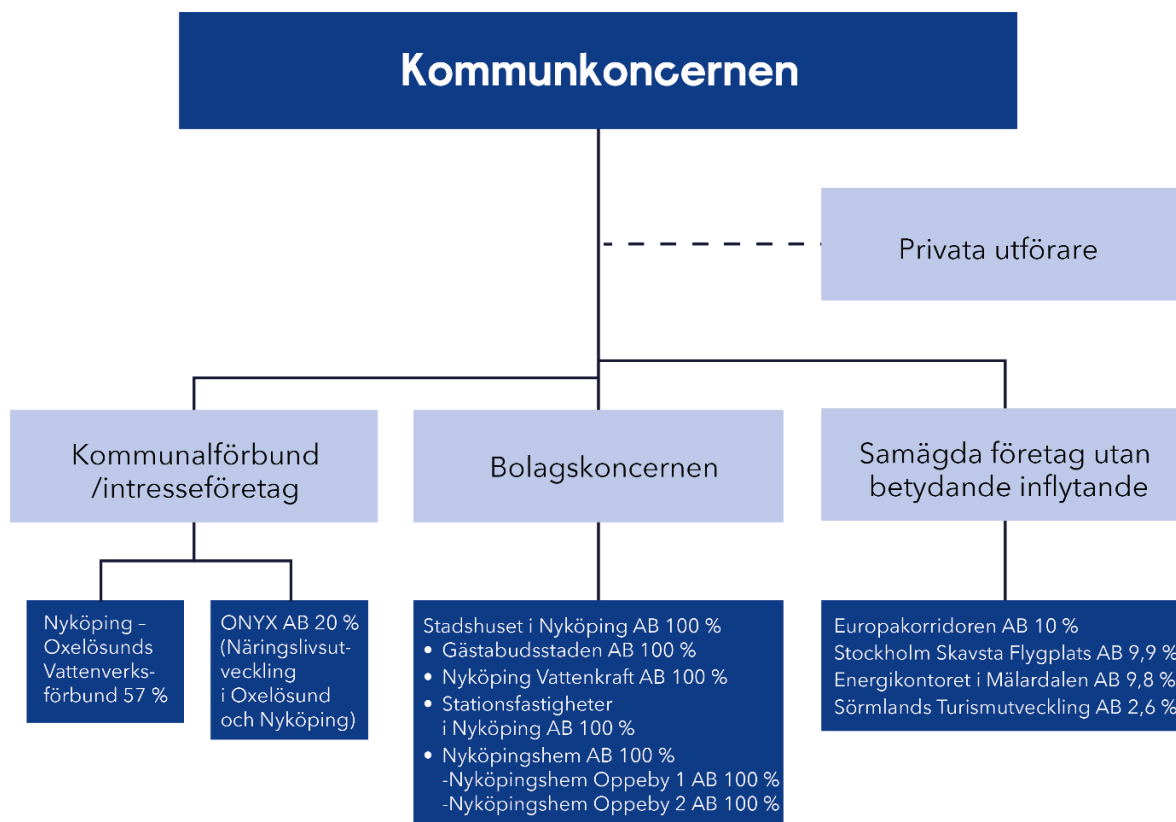 Kommunkoncernen
Privata utförare
Kommunalförbund
/intresseföretag
Bolagskoncernen
Samägda företag utan
betydande inflytande
Nyköping –
Oxelösunds
Vattenverks-
förbund 57 %
ONYX AB 20 %
(Näringslivsut-
veckling
i Oxelösund
och Nyköping)
Stadshuset i Nyköping AB 100 %
• Gästabudsstaden AB 100 %
• Nyköping Vattenkraft AB 100 %
• Stationsfastigheter
i Nyköping AB 100 %
• Nyköpingshem AB 100 %
-Nyköpingshem Oppeby 1 AB 100 %
-Nyköpingshem Oppeby 2 AB 100 %
Europakorridoren AB 10 %
Stockholm Skavsta Flygplats AB 9,9 %
Energikontoret i Mälardalen AB 9,8 %
Sörmlands Turismutveckling AB 2,6 %